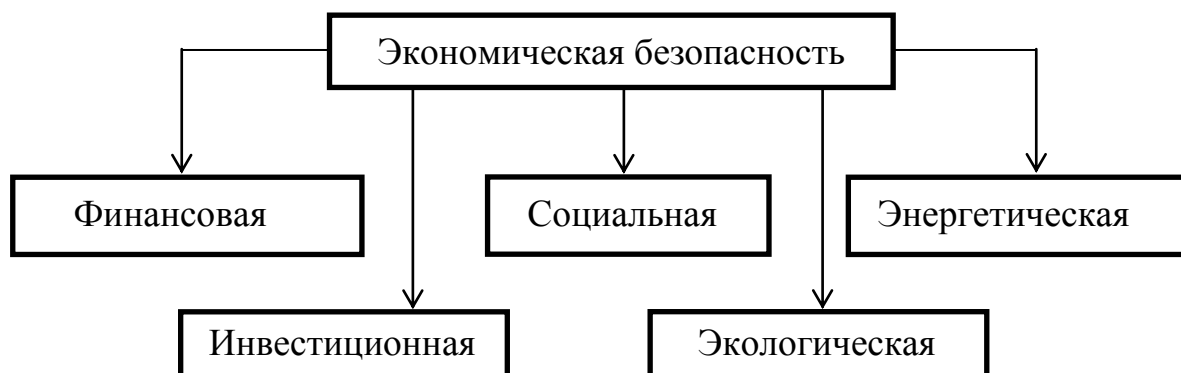 Экономическая безопасность
Финансовая
Социальная
Энергетическая
Инвестиционная
Экологическая